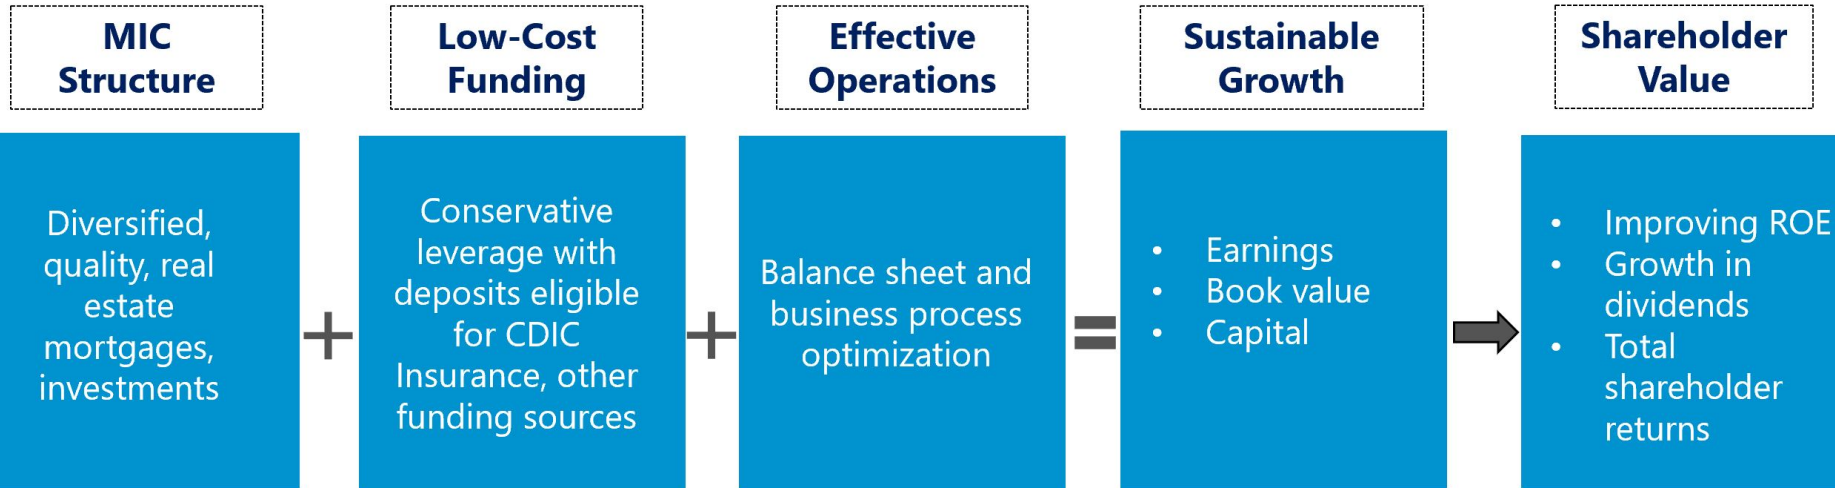 MIC
Structure
Low-Cost
Funding
Effective
Operations
Sustainable
Growth
Shareholder
Value
Diversified,
quality, real
estate
mortgages,
investments
+
Conservative
leverage with
deposits eligible
for CDIC
Insurance, other
funding sources
+
Balance sheet and
business process
optimization
=
• Earnings
• Book value
• Capital
• Improving ROE
• Growth in
dividends
• Total
shareholder
returns